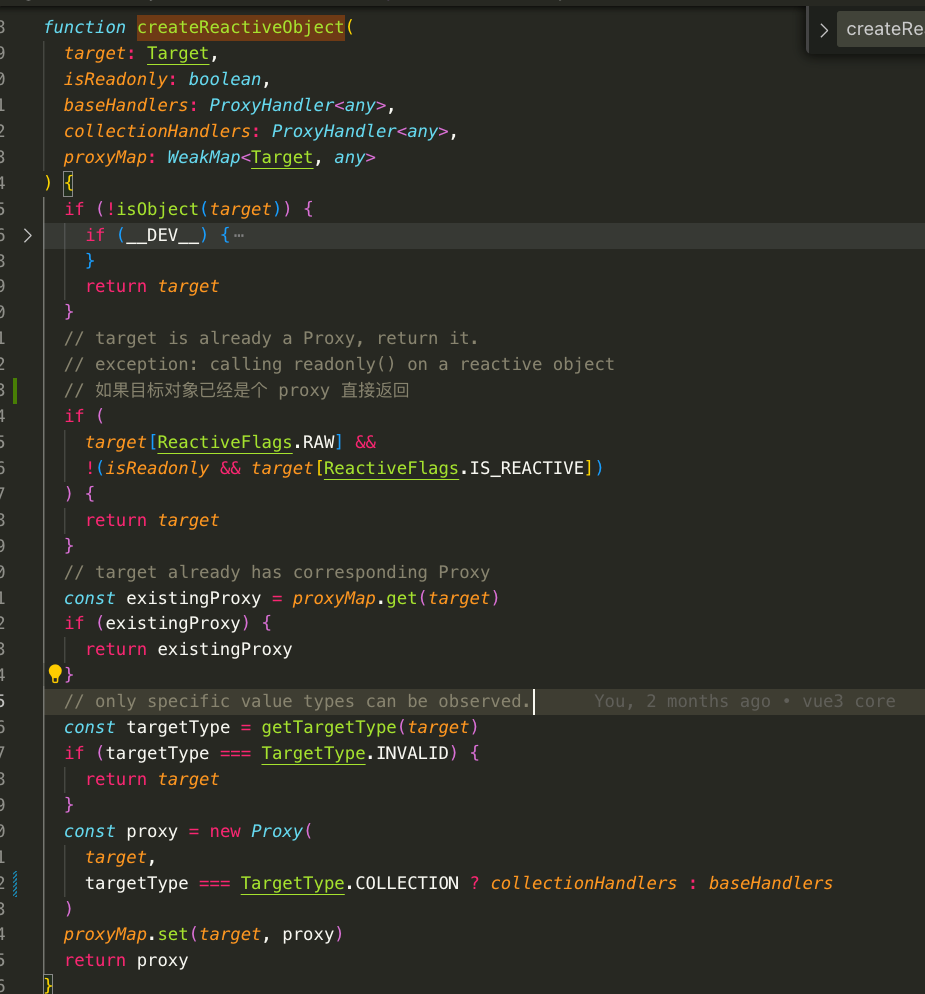 function createReactiveObject(
  target: Target,
  isReadonly: boolean,
  baseHandlers: ProxyHandler<any>,
  collectionHandlers: ProxyHandler<any>,
  proxyMap: WeakMap<Target, any>
) {
  if (!isObject(target)) {
    if (__DEV__) {…
    }
    return target
  }
  // target is already a Proxy, return it.
  // exception: calling readonly() on a reactive object
  // 如果目标对象已经是个 proxy 直接返回
  if (
    target[ReactiveFlags.RAW] &&
    !(isReadonly && target[ReactiveFlags.IS_REACTIVE])
  ) {
    return target
  }
  // target already has corresponding Proxy
  const existingProxy = proxyMap.get(target)
  if (existingProxy) {
    return existingProxy
  }
  // only specific value types can be observed. You, 2 months ago • vue3 core
  const targetType = getTargetType(target)
  if (targetType === TargetType.INVALID) {
    return target
  }
  const proxy = new Proxy(
    target,
    targetType === TargetType.COLLECTION ? collectionHandlers : baseHandlers
  )
  proxyMap.set(target, proxy)
  return proxy
}
createRe